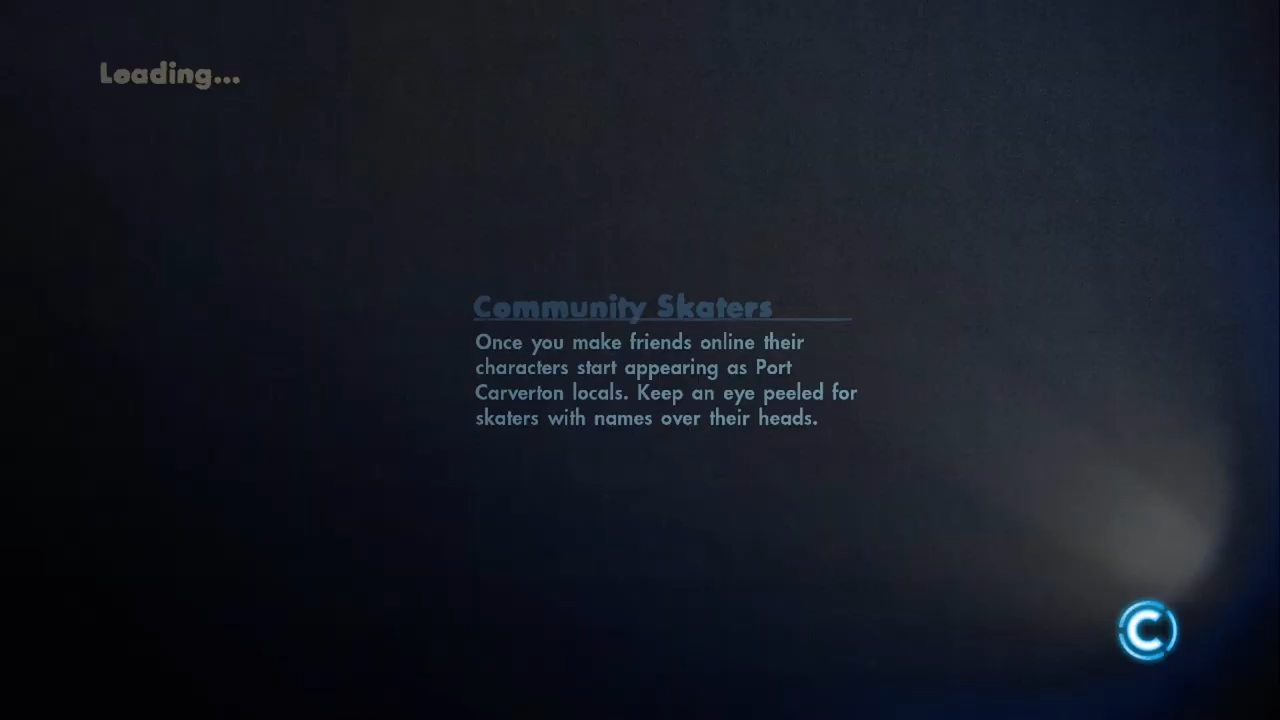 Loading...
Community Skaters
Once you make friends online their
characters start appearing as Port
Carverton locals. Keep an eye peeled for
skaters with names over their heads.
C